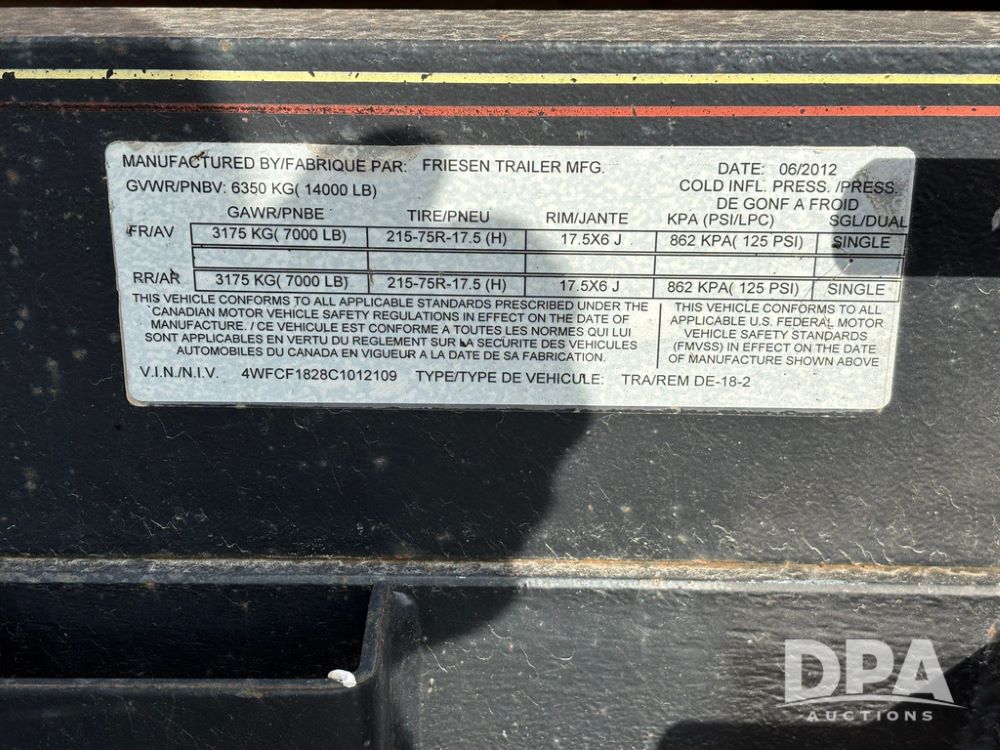 MANUFACTURED BY/FABRIQUE PAR: FRIESEN TRAILER MFG. DATE: 06/2012
GVWR/PNBV: 6350 KG( 14000 LB) COLD INFL. PRESS. /PRESS.
DE GONF A FROID
GAWR/PNBE TIRE/PNEU RIM/JANTE KPA (PSI/LPC) SGL/DUAL
FR/AV 3175 KG( 7000 LB) 215-75R-17.5 (H) 17.5X6 J 862 KPA( 125 PSI) SINGLE
RR/AR 3175 KG( 7000 LB) 215-75R-17.5 (H) 17.5X6 J 862 KPA( 125 PSI) SINGLE
THIS VEHICLE CONFORMS TO ALL APPLICABLE STANDARDS PRESCRIBED UNDER THE
CANADIAN MOTOR VEHICLE SAFETY REGULATIONS IN EFFECT ON THE DATE OF
MANUFACTURE. / CE VEHICULE EST CONFORME A TOUTES LES NORMES QUI LUI
SONT APPLICABLES EN VERTU DU REGLEMENT SUR LA SECURITE DES VEHICULES
AUTOMOBILES DU CANADA EN VIGUEUR A LA DATE DE SA FABRICATION.
THIS VEHICLE CONFORMS TO ALL
APPLICABLE U.S. FEDERAL MOTOR
VEHICLE SAFETY STANDARDS
(FMVSS) IN EFFECT ON THE DATE
OF MANUFACTURE SHOWN ABOVE
V.I.N./N.I.V. 4WFCF1828C1012109 TYPE/TYPE DE VEHICULE: TRA/REM DE-18-2
DPA
AUCTIONS